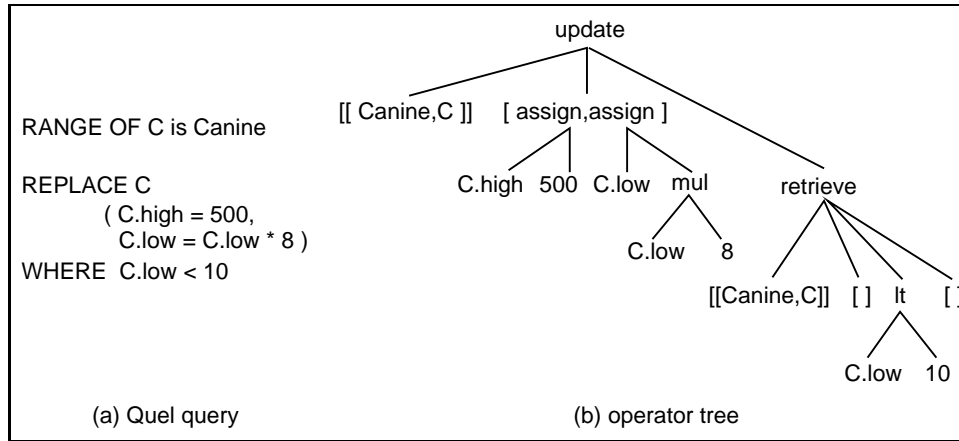 update
[[ Canine,C ]] [ assign,assign ]
RANGE OF C is Canine
REPLACE C
( C.high = 500,
C.low = C.low * 8 )
WHERE C.low < 10
C.high 500 C.low mul retrieve
C.low 8
[[Canine,C]] [ ] lt [ ]
C.low 10
(a) Quel query (b) operator tree